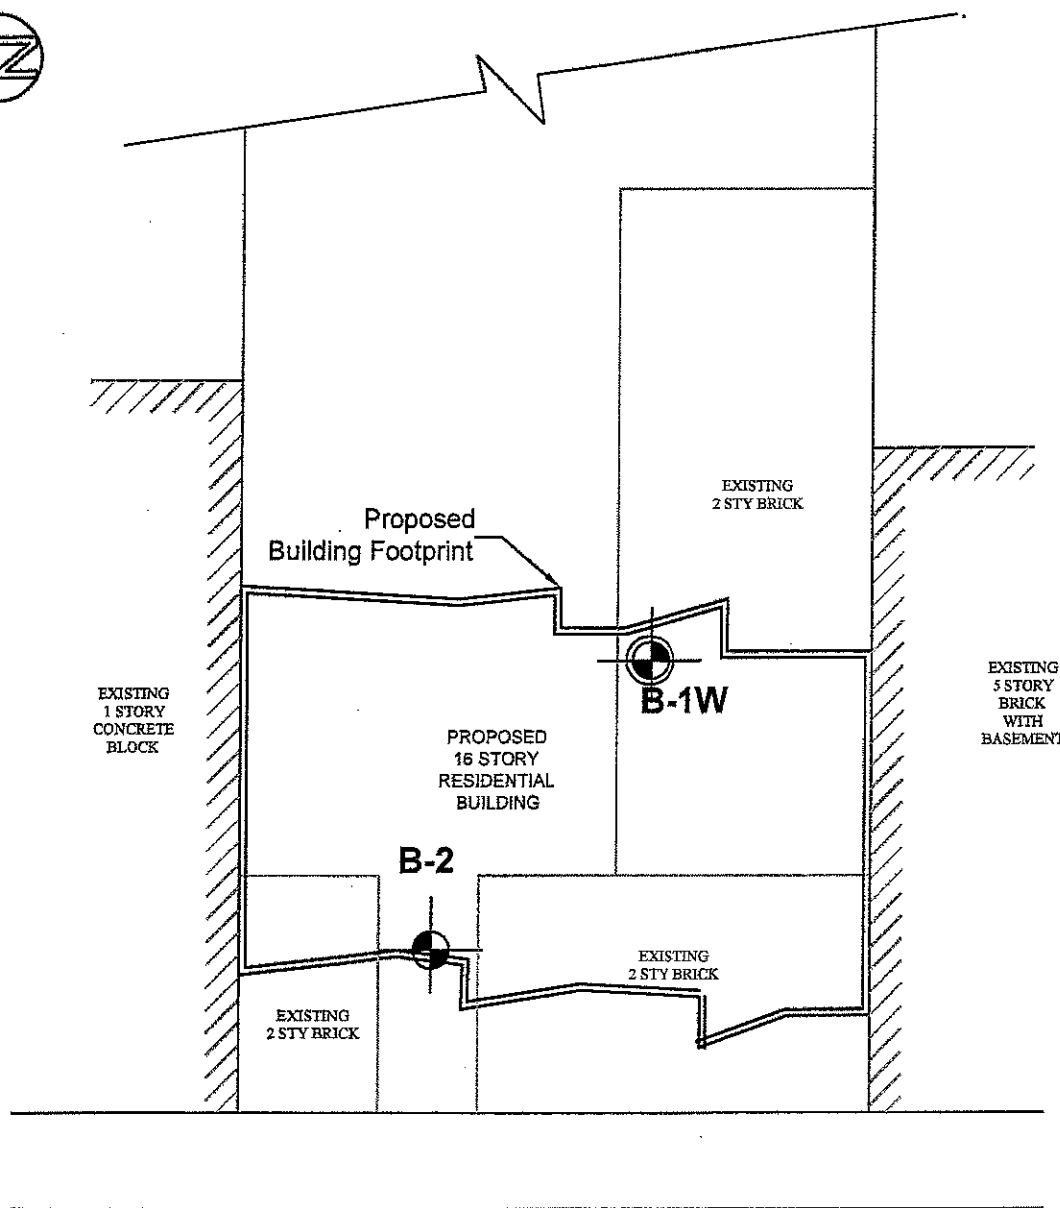 N
EXISTING
2 STY BRICK
Proposed
Building Footprint
EXISTING
1 STORY
CONCRETE
BLOCK
B-1W
EXISTING
5 STORY
BRICK
WITH
BASEMENT
PROPOSED
16 STORY
RESIDENTIAL
BUILDING
B-2
EXISTING
2 STY BRICK
EXISTING
2 STY BRICK